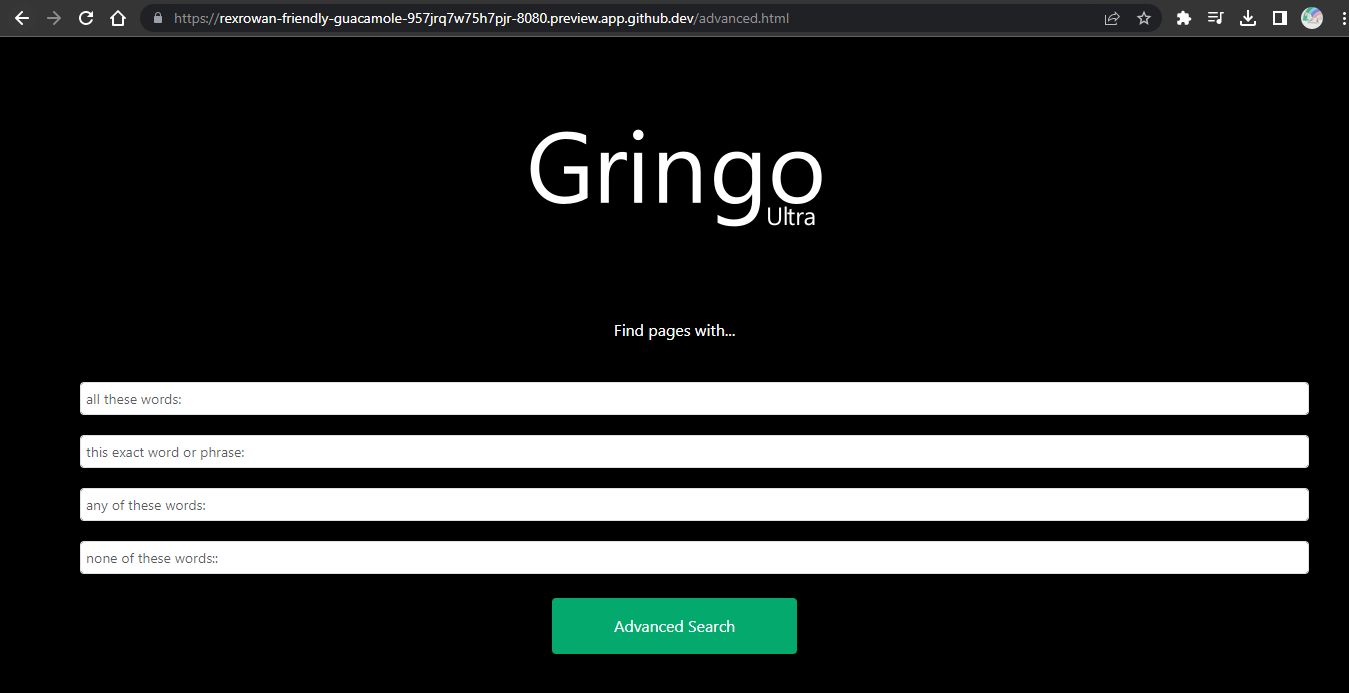 https://rexrowan-friendly-guacamole-957jrq7w75h7pjr-8080.preview.app.github.dev/advanced.html
Gringo
Ultra
Find pages with...
all these words:
this exact word or phrase:
any of these words:
none of these words::
Advanced Search